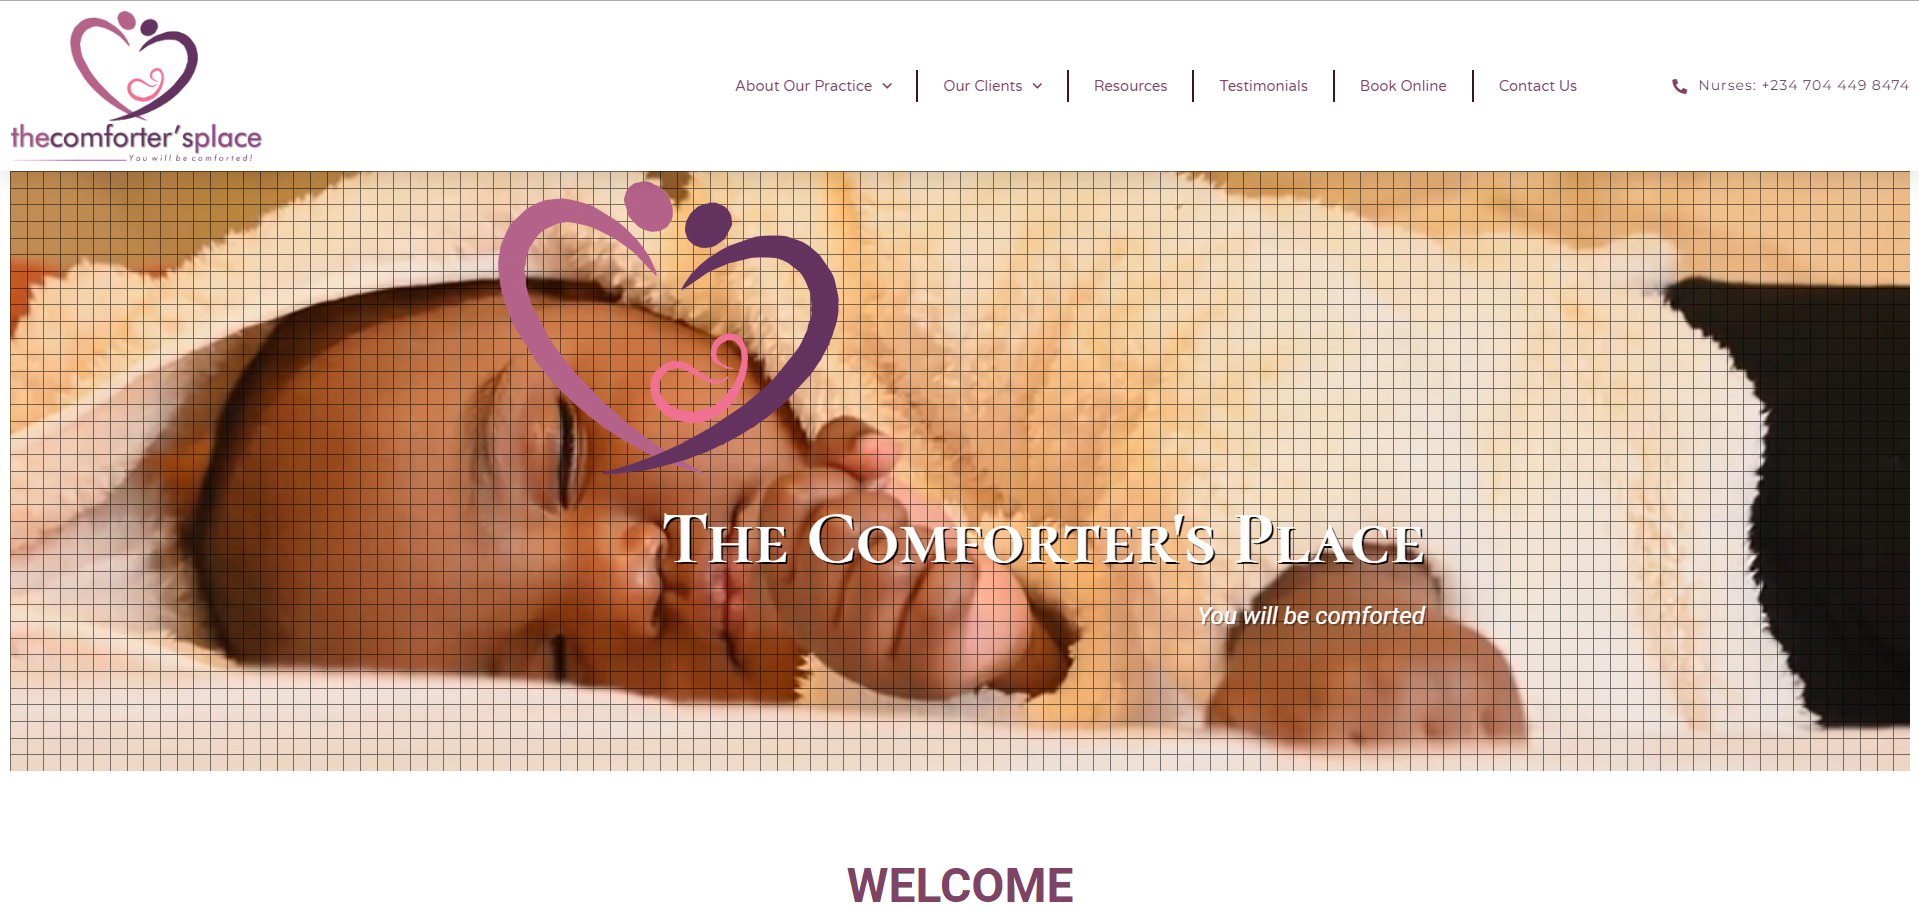 thecomforter'splace
You will be comforted!
About Our Practice
Our Clients
Resources
Testimonials
Book Online
Contact Us
Nurses: +234 704 449 8474
The Comforter's Place
You will be comforted
WELCOME